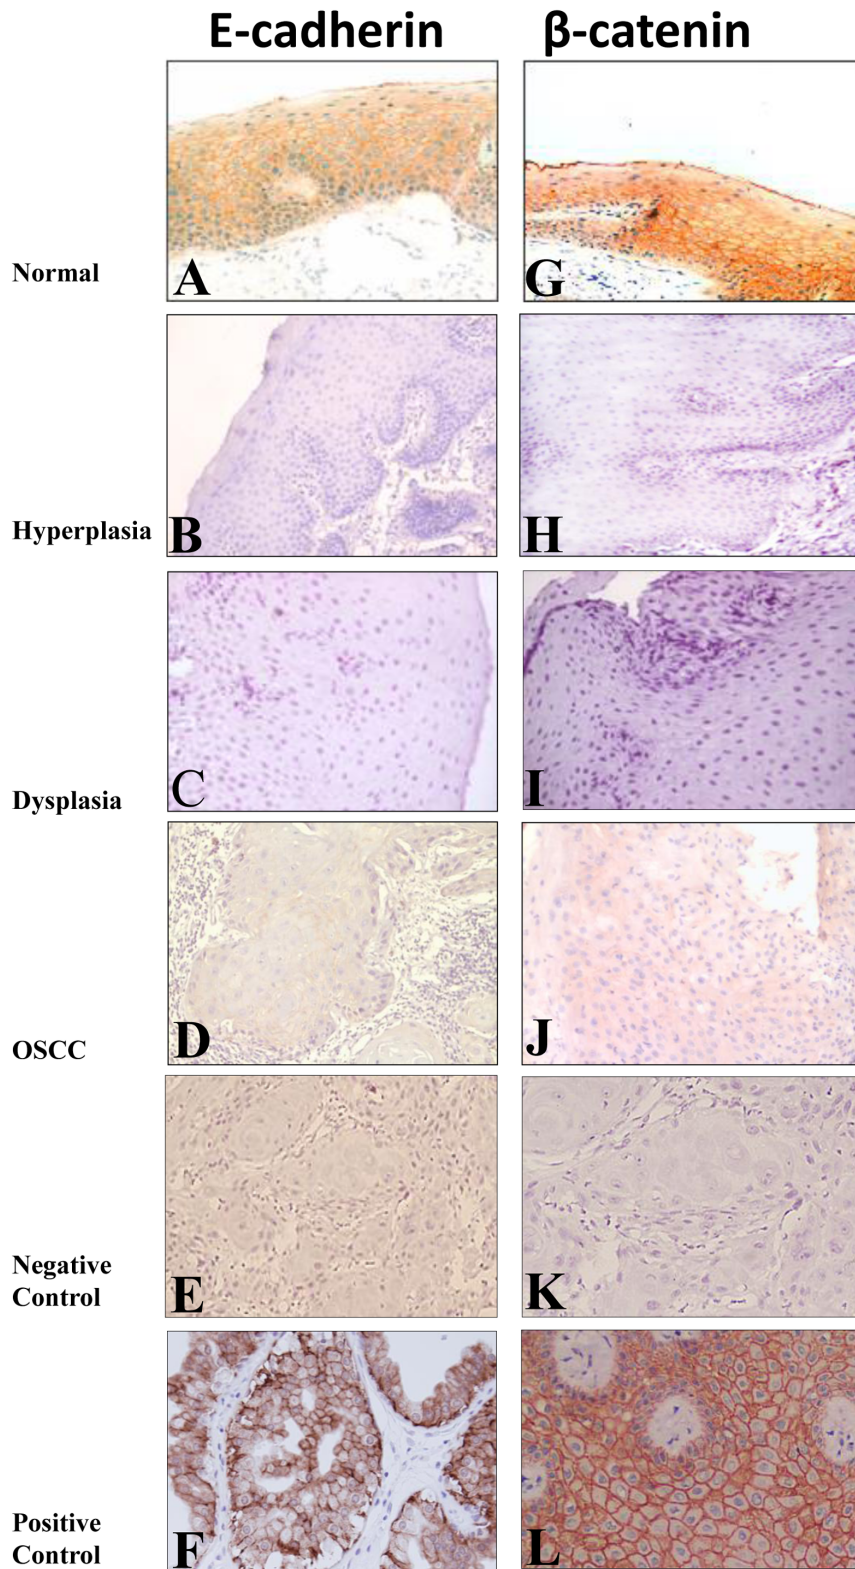 E-cadherin β-catenin
Normal A G
Hyperplasia B H
Dysplasia C I
OSCC D J
Negative
Control E K
Positive
Control F L